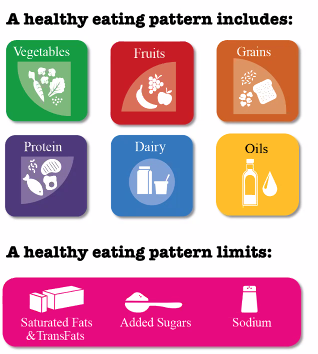 A healthy eating pattern includes:
Vegetables
Fruits
Grains
Protein
Dairy
Oils
A healthy eating pattern limits:
Saturated Fats
&TransFats
Added Sugars
Sodium